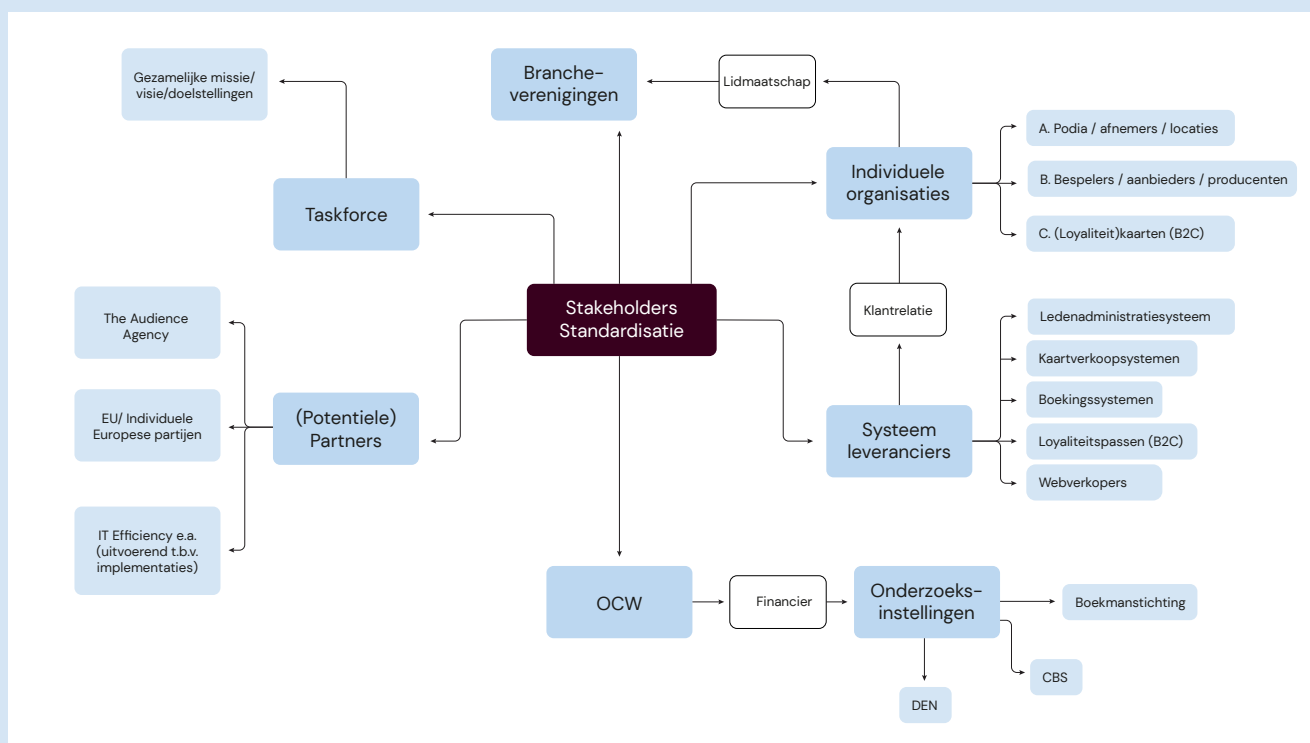 Gezamelijke missie/
visie/doelstellingen
Branche-
verenigingen
Lidmaatschap
Taskforce
Individuele
organisaties
A. Podia / afnemers / locaties
B. Bespelers / aanbieders / producenten
C. (Loyaliteit)kaarten (B2C)
Stakeholders
Standardisatie
Klantrelatie
The Audience
Agency
EU/ Individuele
Europese partijen
IT Efficiency e.a.
(uitvoerend t.b.v.
implementaties)
(Potentiele)
Partners
Systeem
leveranciers
Ledenadministratiesysteem
Kaartverkoopsystemen
Boekingssystemen
Loyaliteitspassen (B2C)
Webverkopers
OCW
Financier
Onderzoeks-
instellingen
Boekmanstichting
CBS
DEN